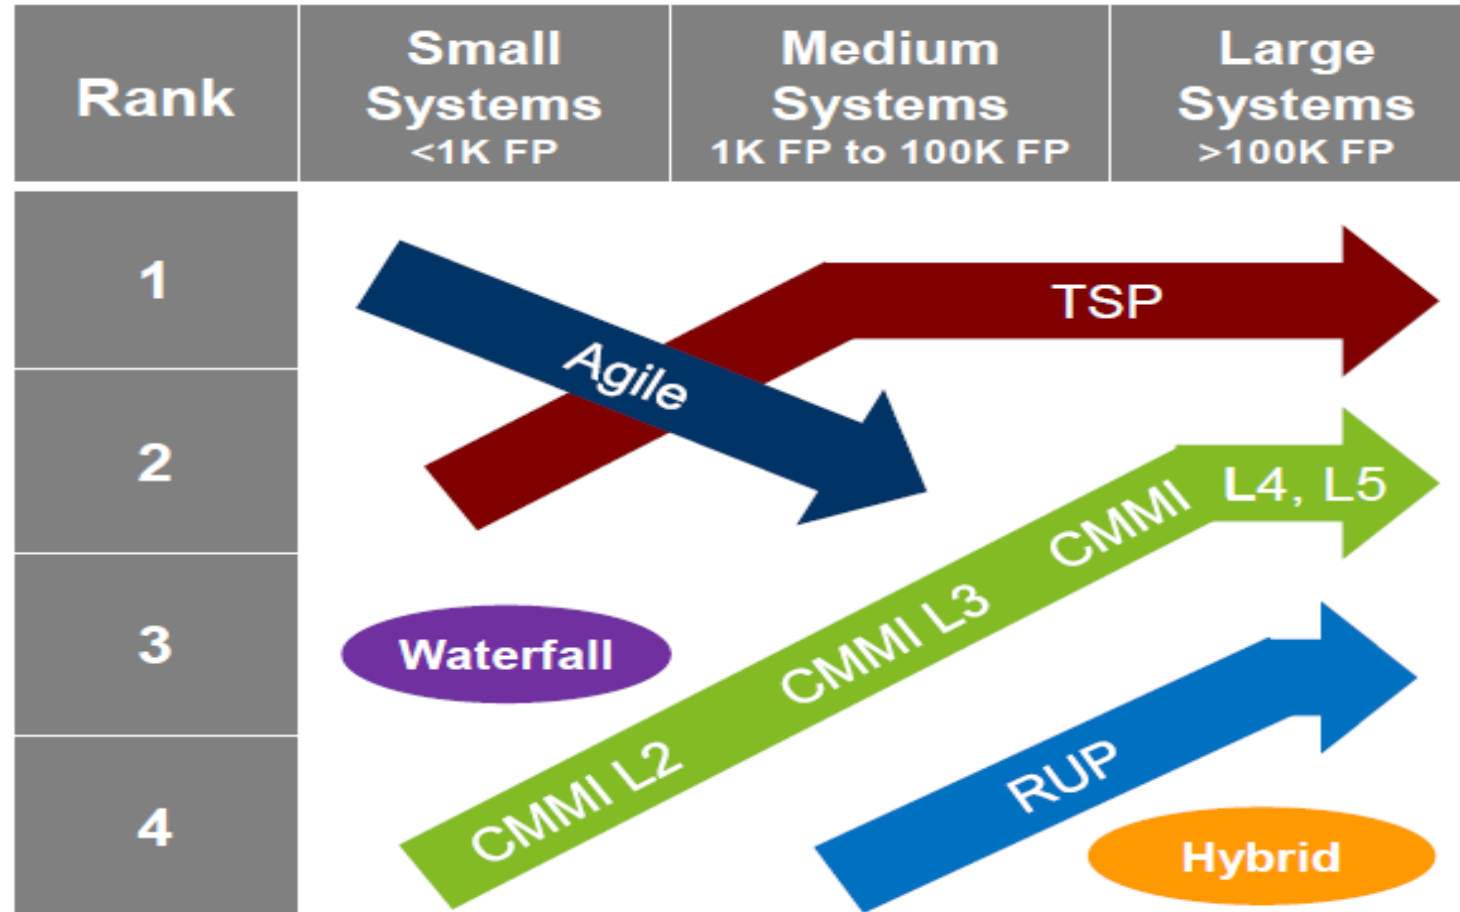 Rank
Small
Systems
<1K FP
Medium
Systems
1K FP to 100K FP
Large
Systems
>100K FP
1
TSP
Agile
2
L4, L5
CMMI
3
Waterfall
CMMI L3
4
CMMI L2
RUP
Hybrid